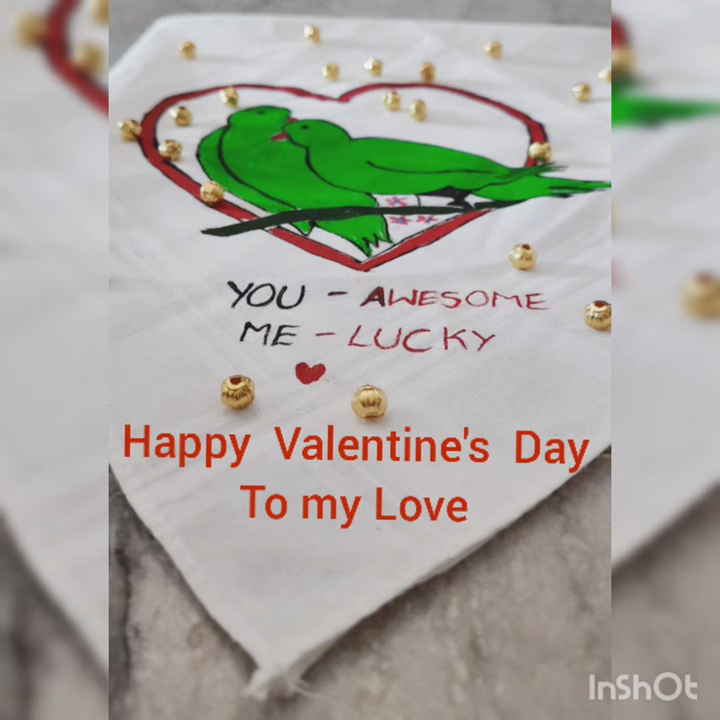 YOU - AWESOME
ME - LUCKY
Happy Valentine's Day
To my Love
InShOt